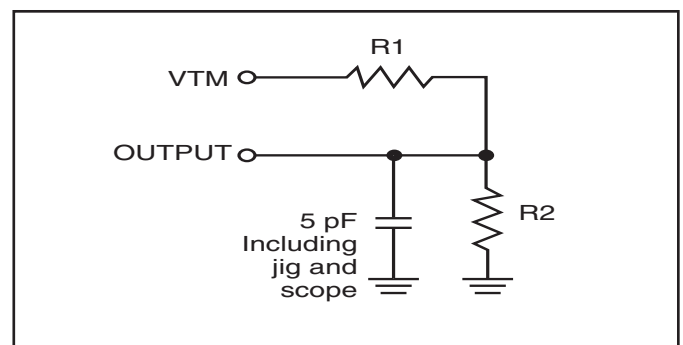 R1
VTM
OUTPUT
R2
5 pF
Including
jig and
scope